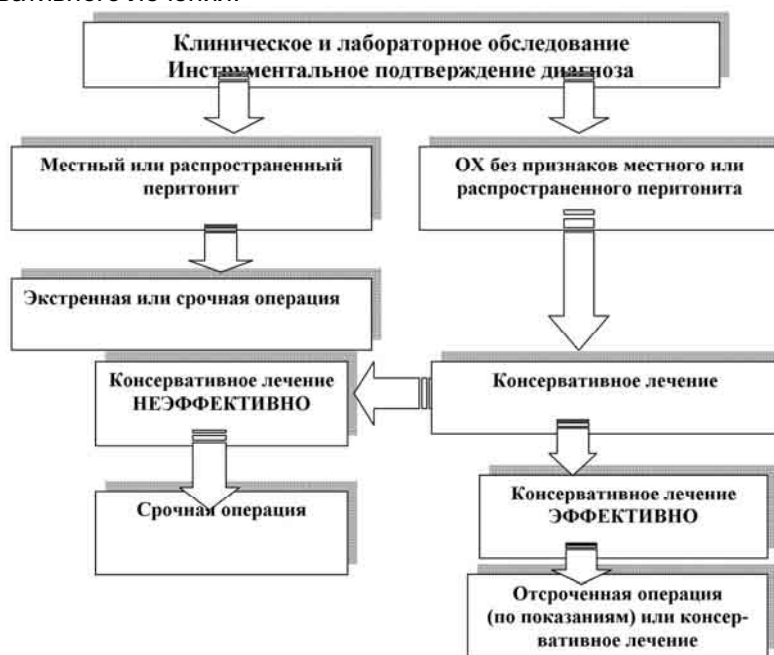 вативного лечения.
Клиническое и лабораторное обследование
Инструментальное подтверждение диагноза
Местный или распространенный
перитонит
ОХ без признаков местного или
распространенного перитонита
Экстренная или срочная операция
Консервативное лечение
НЕЭФФЕКТИВНО
Консервативное лечение
Срочная операция
Консервативное лечение
ЭФФЕКТИВНО
Отсроченная операция
(по показаниям) или консер-
вативное лечение